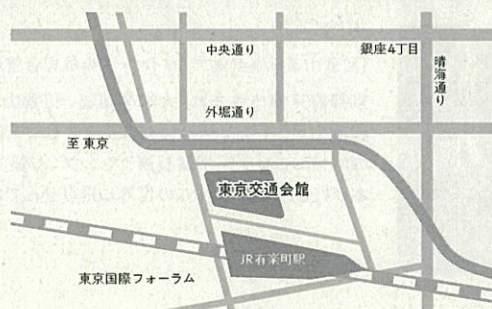 中央通り
銀座4丁目
晴海通り
外堀通り
至 東京
東京交通会館
JR有楽町駅
東京国際フォーラム